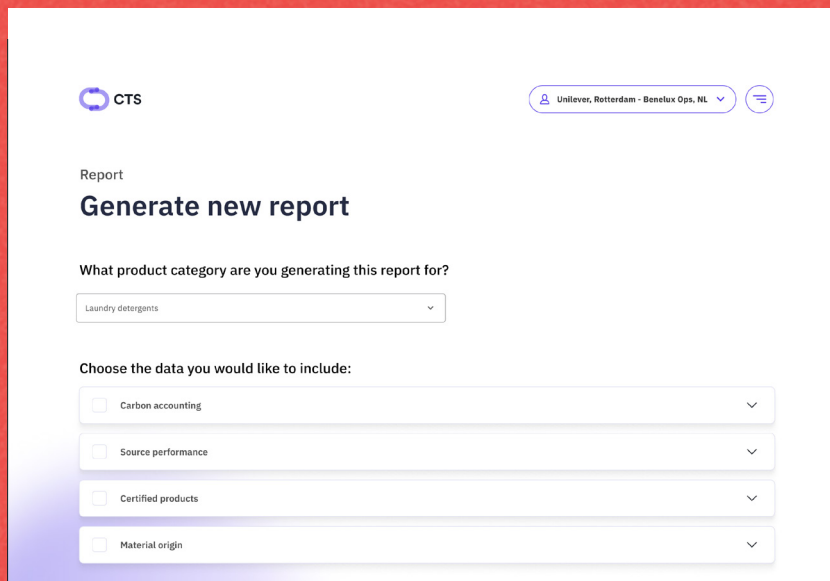 CTS
Unilever, Rotterdam - Benelux Ops, NL
Report
Generate new report
What product category are you generating this report for?
Laundry detergents
Choose the data you would like to include:
Carbon accounting
Source performance
Certified products
Material origin